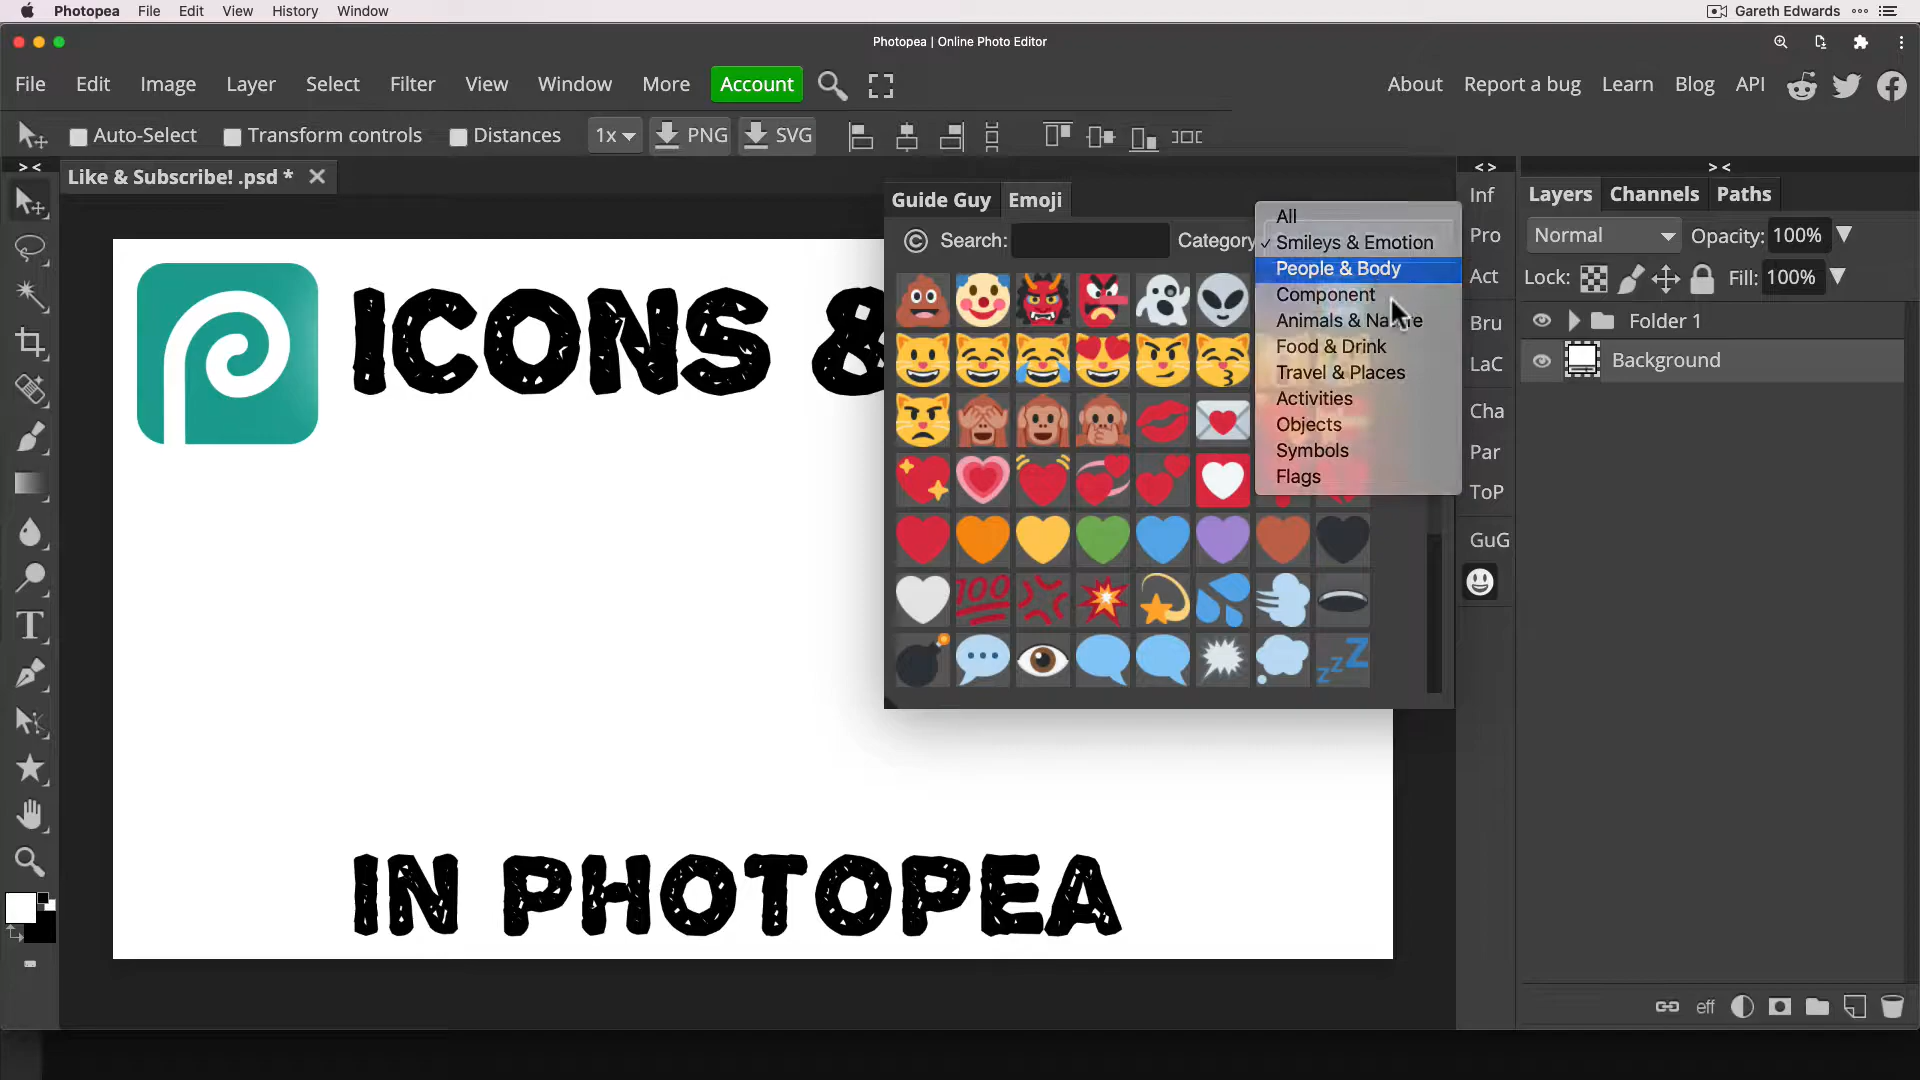 Photopea File Edit View History Window Gareth Edwards
Photopea | Online Photo Editor
File Edit Image Layer Select Filter View Window More Account About Report a bug Learn Blog API
Auto-Select Transform controls Distances 1x PNG SVG
> < < > > <
Like & Subscribe! .psd *
Guide Guy Emoji
Search: Category
All
Smileys & Emotion
People & Body
Component
Animals & Nature
Food & Drink
Travel & Places
Activities
Objects
Symbols
Flags
100
zzZ
Inf
Pro
Act
Bru
LaC
Cha
Par
ToP
GuG
Layers Channels Paths
Normal Opacity: 100%
Lock: Fill: 100%
Folder 1
Background
eff
ICONS &
IN PHOTOPEA